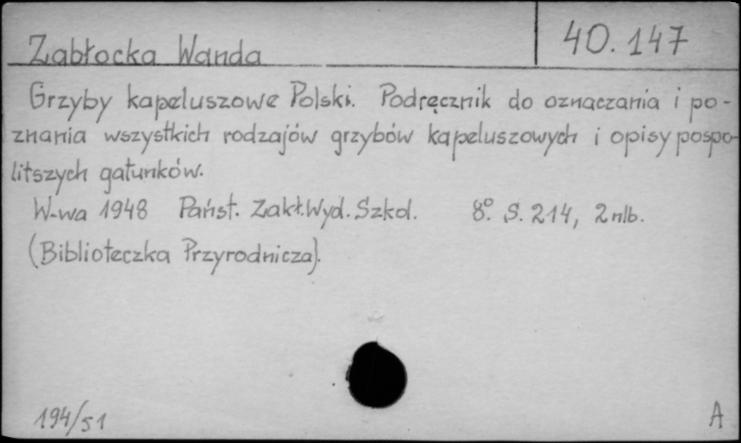 Zabłocka Wanda
40.147
Grzyby kapeluszowe Polski. Podręcznik do oznaczania i po-
znania wszystkich rodzajów grzybów kapeluszowych i opisy pospo-
litszych gatunków.
W-wa 1948 Państ. Zakł. Wyd. Szkol. 8° S. 214, 2 nlb.
(Biblioteczka Przyrodnicza).
194/51
A